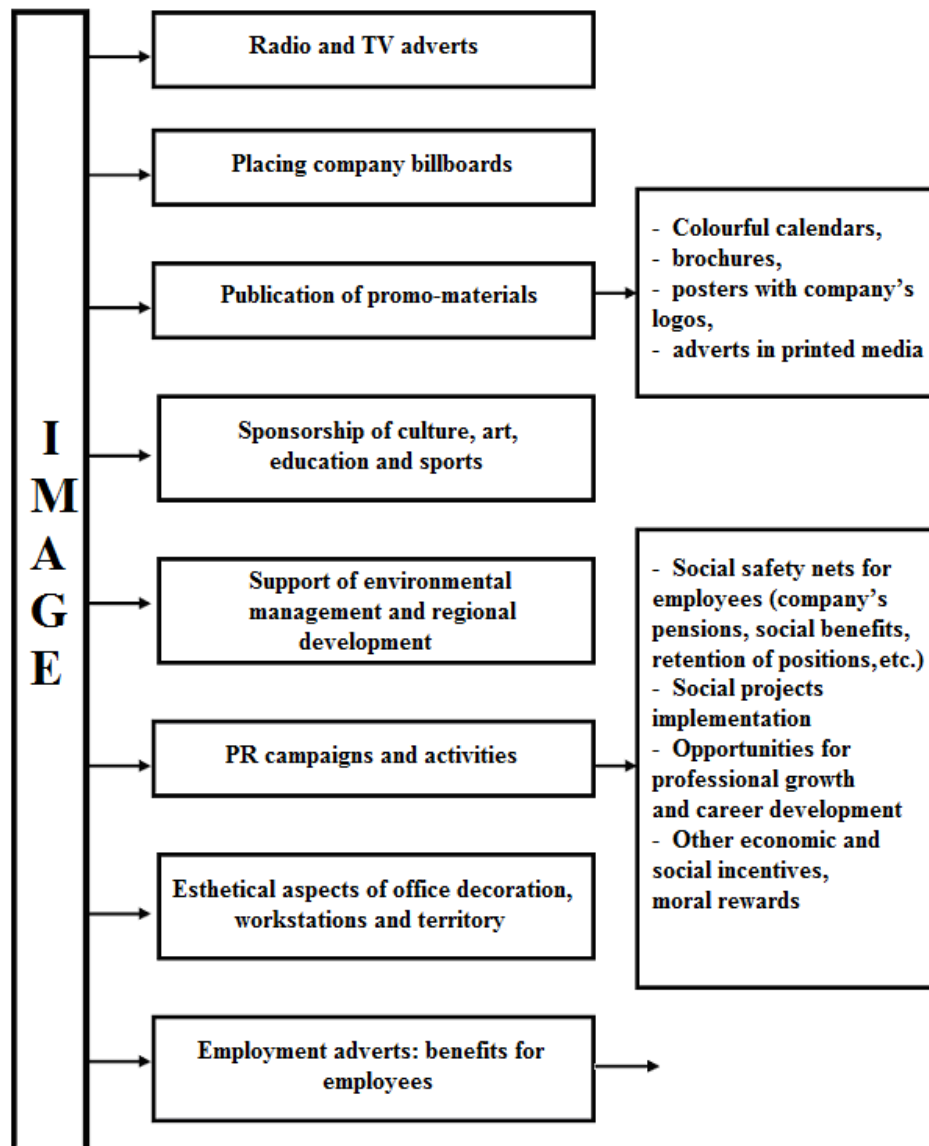 IMAGE
Radio and TV adverts
Placing company billboards
Publication of promo-materials
- Colourful calendars,
- brochures,
- posters with company’s
logos,
- adverts in printed media
Sponsorship of culture, art,
education and sports
Support of environmental
management and regional
development
PR campaigns and activities
- Social safety nets for
employees (company’s
pensions, social benefits,
retention of positions,etc.)
- Social projects
implementation
- Opportunities for
professional growth
and career development
- Other economic and
social incentives,
moral rewards
Esthetical aspects of office decoration,
workstations and territory
Employment adverts: benefits for
employees